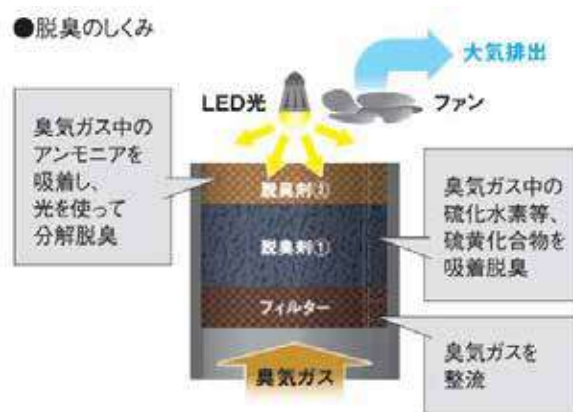 ●脱臭のしくみ
大気排出
LED光
ファン
臭気ガス中の
アンモニアを
吸着し、
光を使って
分解脱臭
脱臭剤②
臭気ガス中の
硫化水素等、
硫黄化合物を
吸着脱臭
脱臭剤①
フィルター
臭気ガスを
整流
臭気ガス